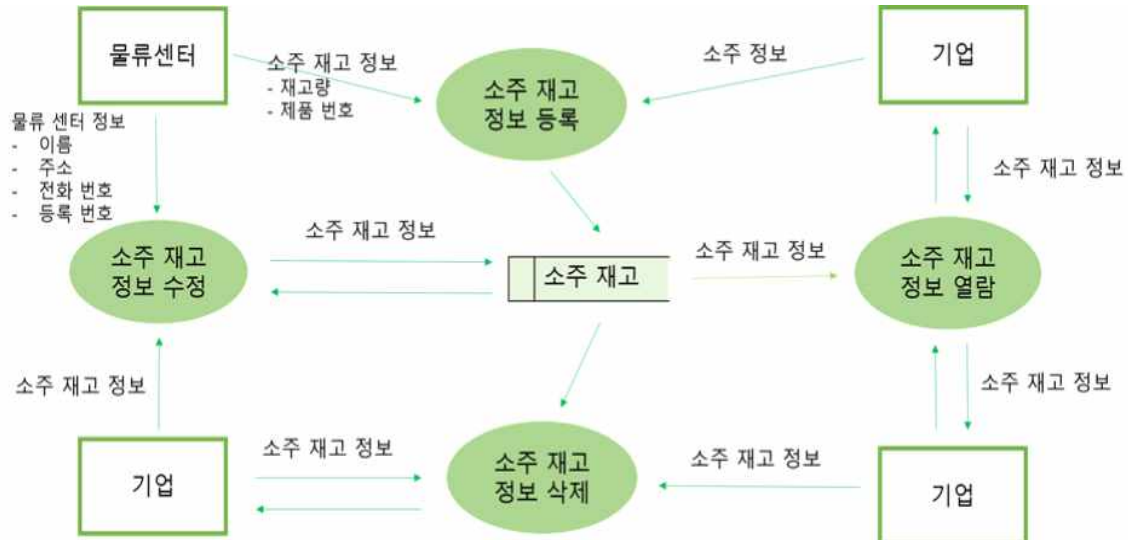 물류센터
소주 재고 정보
- 재고량
- 제품 번호
소주 재고
정보 등록
소주 정보
기업
물류 센터 정보
- 이름
- 주소
- 전화 번호
- 등록 번호
소주 재고 정보
소주 재고
정보 수정
소주 재고 정보
소주 재고
소주 재고 정보
소주 재고
정보 열람
소주 재고 정보
소주 재고 정보
기업
소주 재고 정보
소주 재고
정보 삭제
소주 재고 정보
기업